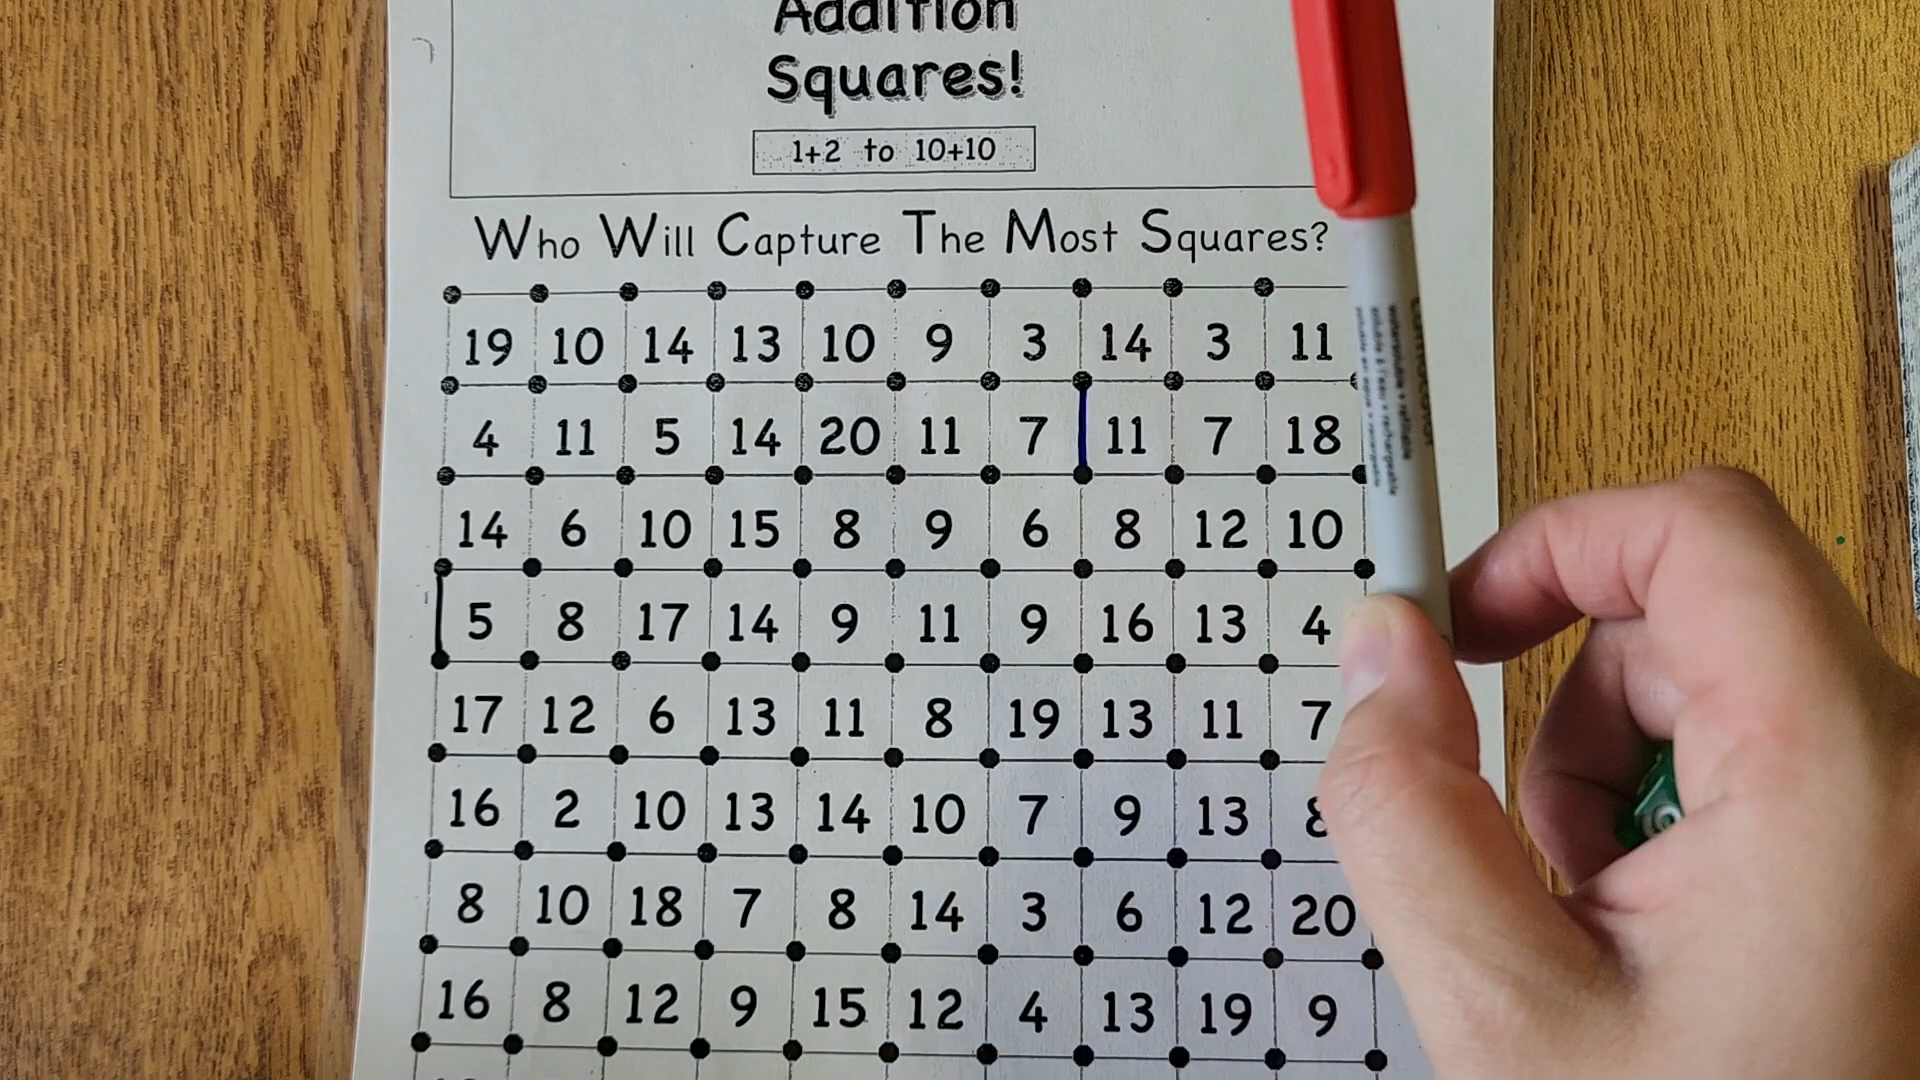 Addition
Squares!
1+2 to 10+10
Who Will Capture The Most Squares?
19 10 14 13 10 9 3 14 3 11
4 11 5 14 20 11 7 11 7 18
14 6 10 15 8 9 6 8 12 10
5 8 17 14 9 11 9 16 13 4
17 12 6 13 11 8 19 13 11 7
16 2 10 13 14 10 7 9 13 8
8 10 18 7 8 14 3 6 12 20
16 8 12 9 15 12 4 13 19 9